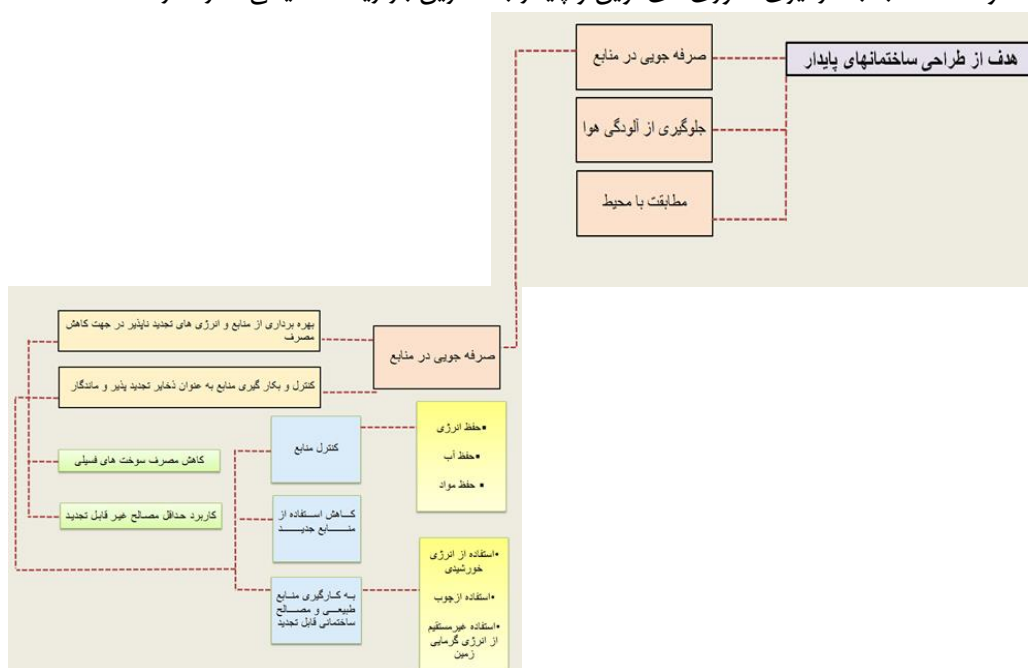 هدف از طراحی ساختمانهای پایدار
صرفه جویی در منابع
جلوگیری از آلودگی هوا
مطابقت با محیط
صرفه جویی در منابع
بهره برداری از منابع و انرژی های تجدید ناپذیر در جهت کاهش
مصرف
کنترل و بکار گیری منابع به عنوان ذخایر تجدید پذیر و ماندگار
کاهش مصرف سوخت های فسیلی
کاربرد حداقل مصالح غیر قابل تجدید
کنترل منابع
•حفظ انرژی
•حفظ آب
• حفظ مواد
کاهش استفاده از
منابع جدید
به کارگیری منابع
طبیعی و مصالح
ساختمانی قابل تجدید
•استفاده از انرژی
خورشیدی
•استفاده ازچوب
•استفاده غیرمستقیم
از انرژی گرمایی
زمین